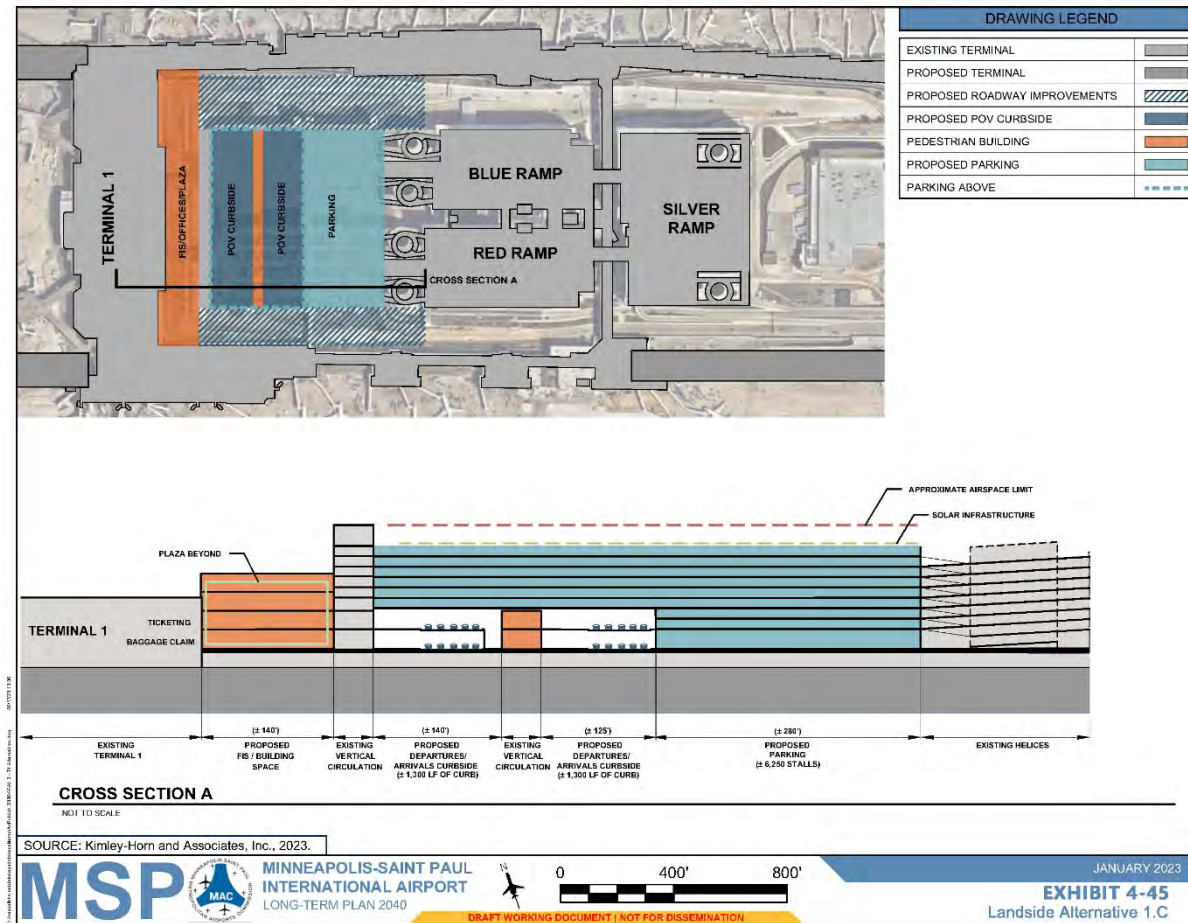 DRAWING LEGEND
EXISTING TERMINAL
PROPOSED TERMINAL
PROPOSED ROADWAY IMPROVEMENTS
PROPOSED POV CURBSIDE
PEDESTRIAN BUILDING
PROPOSED PARKING
PARKING ABOVE
TERMINAL 1
FIS/OFFICES/PLAZA
POV CURBSIDE
POV CURBSIDE
PARKING
BLUE RAMP
RED RAMP
SILVER
RAMP
CROSS SECTION A
APPROXIMATE AIRSPACE LIMIT
SOLAR INFRASTRUCTURE
PLAZA BEYOND
TERMINAL 1
TICKETING
BAGGAGE CLAIM
EXISTING
TERMINAL 1
(± 140')
PROPOSED
FIS / BUILDING
SPACE
EXISTING
VERTICAL
CIRCULATION
(± 140')
PROPOSED
DEPARTURES/
ARRIVALS CURBSIDE
(± 1,300 LF OF CURB)
EXISTING
VERTICAL
CIRCULATION
(± 125')
PROPOSED
DEPARTURES/
ARRIVALS CURBSIDE
(± 1,300 LF OF CURB)
(± 280')
PROPOSED
PARKING
(± 6,250 STALLS)
EXISTING HELICES
CROSS SECTION A
NOT TO SCALE
SOURCE: Kimley-Horn and Associates, Inc., 2023.
MSP
MAC
MINNEAPOLIS-SAINT PAUL
INTERNATIONAL AIRPORT
LONG-TERM PLAN 2040
N
0 400' 800'
DRAFT WORKING DOCUMENT | NOT FOR DISSEMINATION
JANUARY 2023
EXHIBIT 4-45
Landside Alternative 1.C